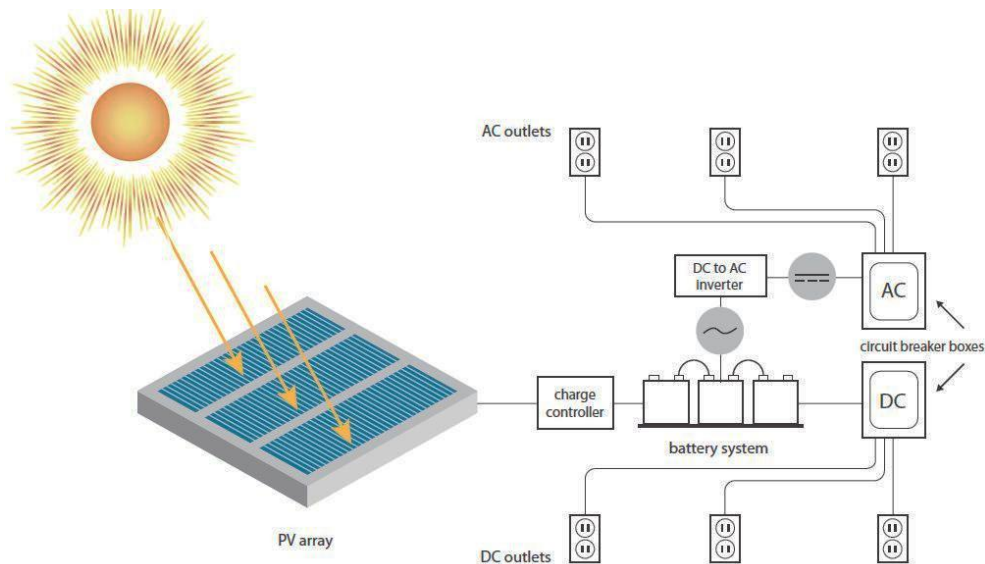 AC outlets
DC to AC
inverter
AC
circuit breaker boxes
charge
controller
DC
battery system
PV array
DC outlets